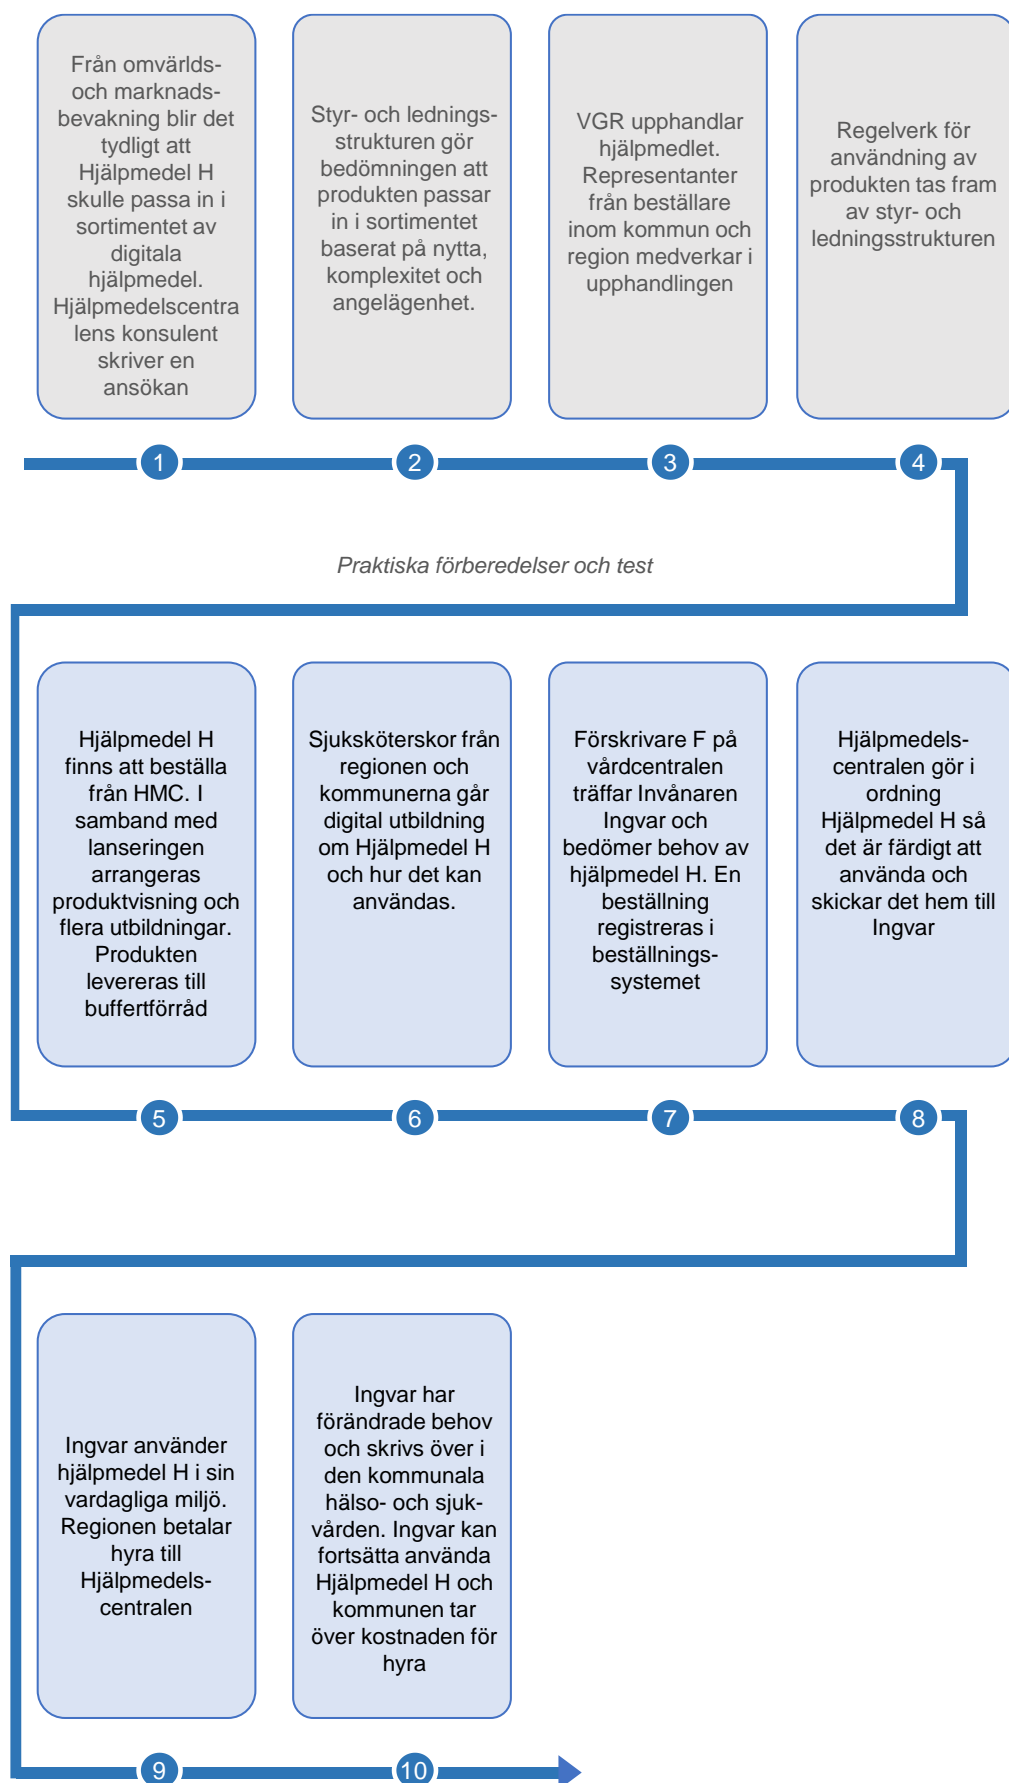 Från omvärlds-
och marknads-
bevakning blir det
tydligt att
Hjälpmedel H
skulle passa in i
sortimentet av
digitala
hjälpmedel.
Hjälpmedelscentra
lens konsulent
skriver en
ansökan
Styr- och lednings-
strukturen gör
bedömningen att
produkten passar
in i sortimentet
baserat på nytta,
komplexitet och
angelägenhet.
VGR upphandlar
hjälpmedlet.
Representanter
från beställare
inom kommun och
region medverkar i
upphandlingen
Regelverk för
användning av
produkten tas fram
av styr- och
ledningsstrukturen
1
2
3
4
Praktiska förberedelser och test
Hjälpmedel H
finns att beställa
från HMC. I
samband med
lanseringen
arrangeras
produktvisning och
flera utbildningar.
Produkten
levereras till
buffertförråd
Sjuksköterskor från
regionen och
kommunerna går
digital utbildning
om Hjälpmedel H
och hur det kan
användas.
Förskrivare F på
vårdcentralen
träffar Invånaren
Ingvar och
bedömer behov av
hjälpmedel H. En
beställning
registreras i
beställnings-
systemet
Hjälpmedels-
centralen gör i
ordning
Hjälpmedel H så
det är färdigt att
använda och
skickar det hem till
Ingvar
5
6
7
8
Ingvar använder
hjälpmedel H i sin
vardagliga miljö.
Regionen betalar
hyra till
Hjälpmedels-
centralen
Ingvar har
förändrade behov
och skrivs över i
den kommunala
hälso- och sjuk-
vården. Ingvar kan
fortsätta använda
Hjälpmedel H och
kommunen tar
över kostnaden för
hyra
9
10